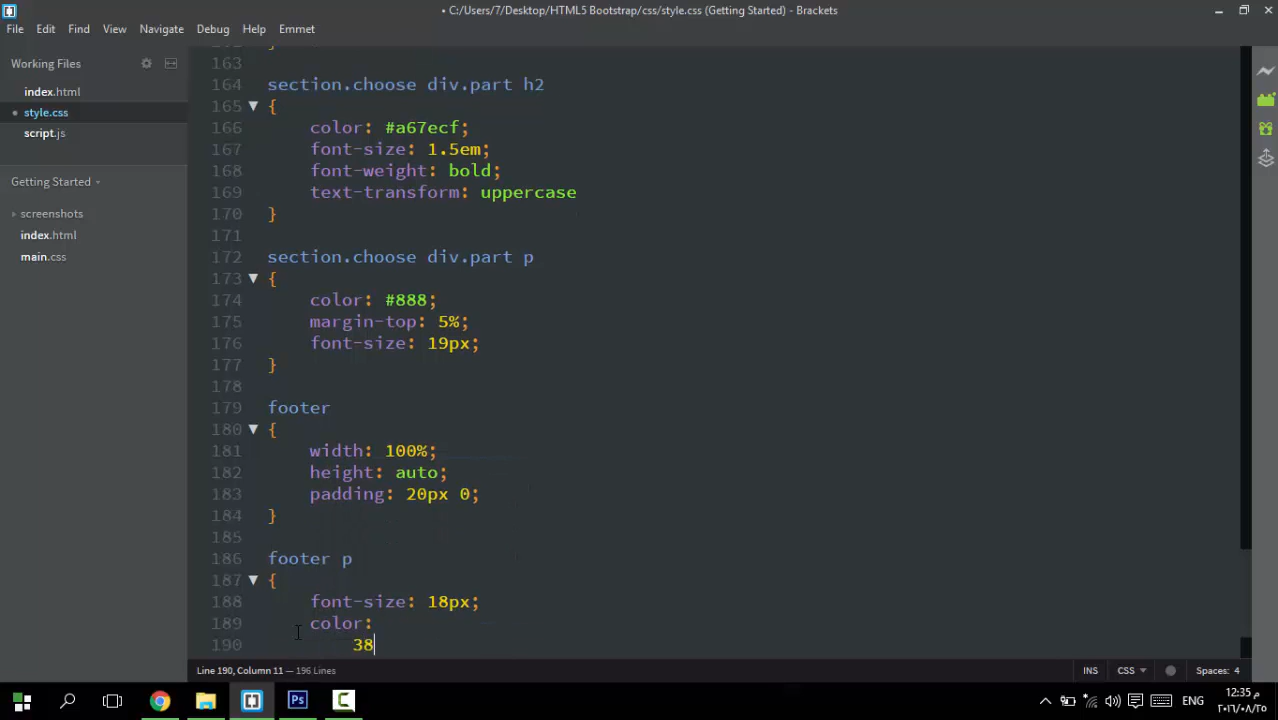 • C:/Users/7/Desktop/HTML5 Bootstrap/css/style.css (Getting Started) - Brackets
File Edit Find View Navigate Debug Help Emmet
Working Files
index.html
style.css
script.js
Getting Started
screenshots
index.html
main.css
163
164 section.choose div.part h2
165 {
166 color: #a67ecf;
167 font-size: 1.5em;
168 font-weight: bold;
169 text-transform: uppercase
170 }
171
172 section.choose div.part p
173 {
174 color: #888;
175 margin-top: 5%;
176 font-size: 19px;
177 }
178
179 footer
180 {
181 width: 100%;
182 height: auto;
183 padding: 20px 0;
184 }
185
186 footer p
187 {
188 font-size: 18px;
189 color:
190 38
Line 190, Column 11 — 196 Lines
INS CSS Spaces: 4
ENG
12:35 م
٢٠١٦/٠٨/٢٥